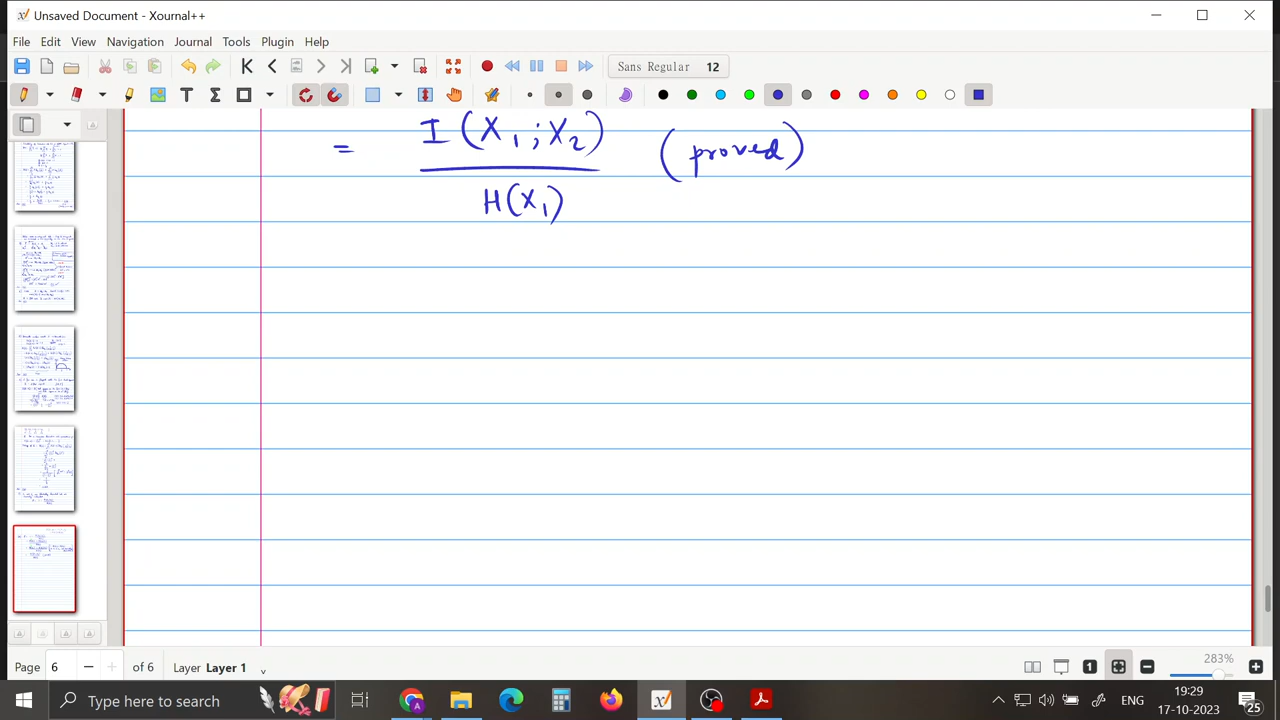 Unsaved Document - Xournal++
File Edit View Navigation Journal Tools Plugin Help
Sans Regular 12
= I (X₁ ; X₂) / H(X₁) (proved)
Page 6 of 6 Layer Layer 1 283%
Type here to search
ENG
19:29
17-10-2023
25